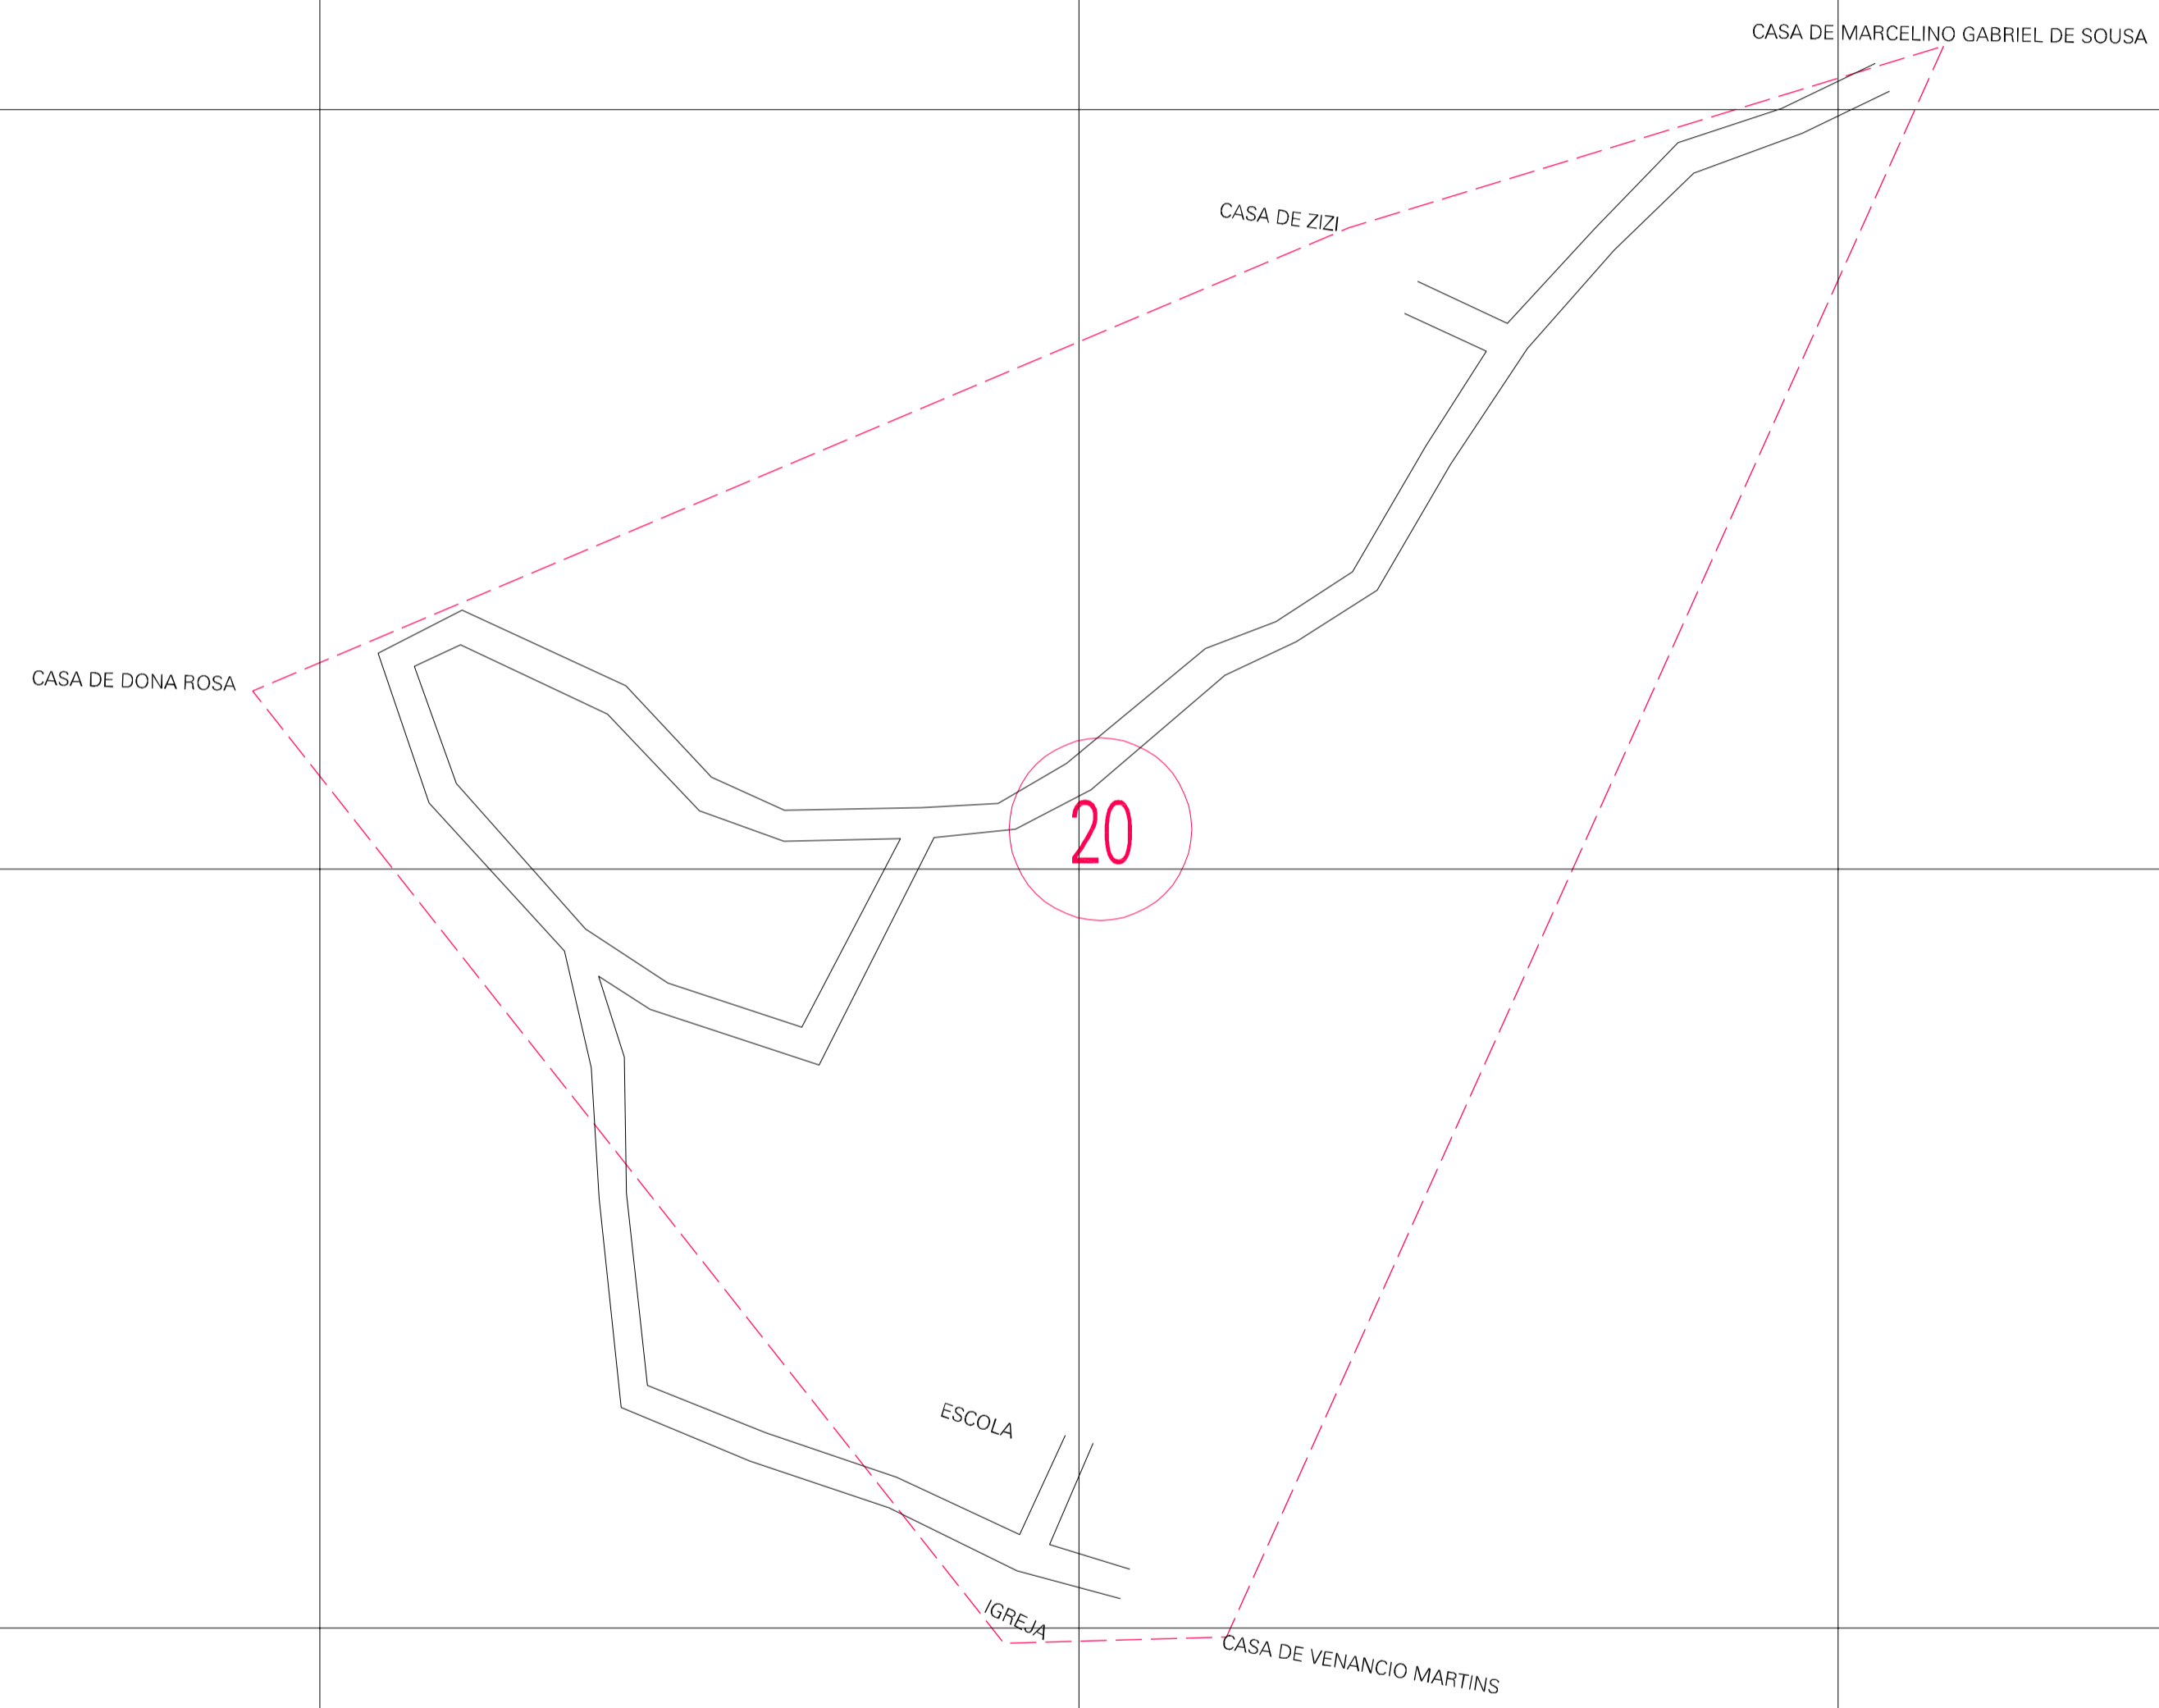 CASA DE MARCELINO GABRIEL DE SOUSA
CASA DE ZIZI
CASA DE DONA ROSA
20
ESCOLA
IGREJA
CASA DE VENANCIO MARTINS